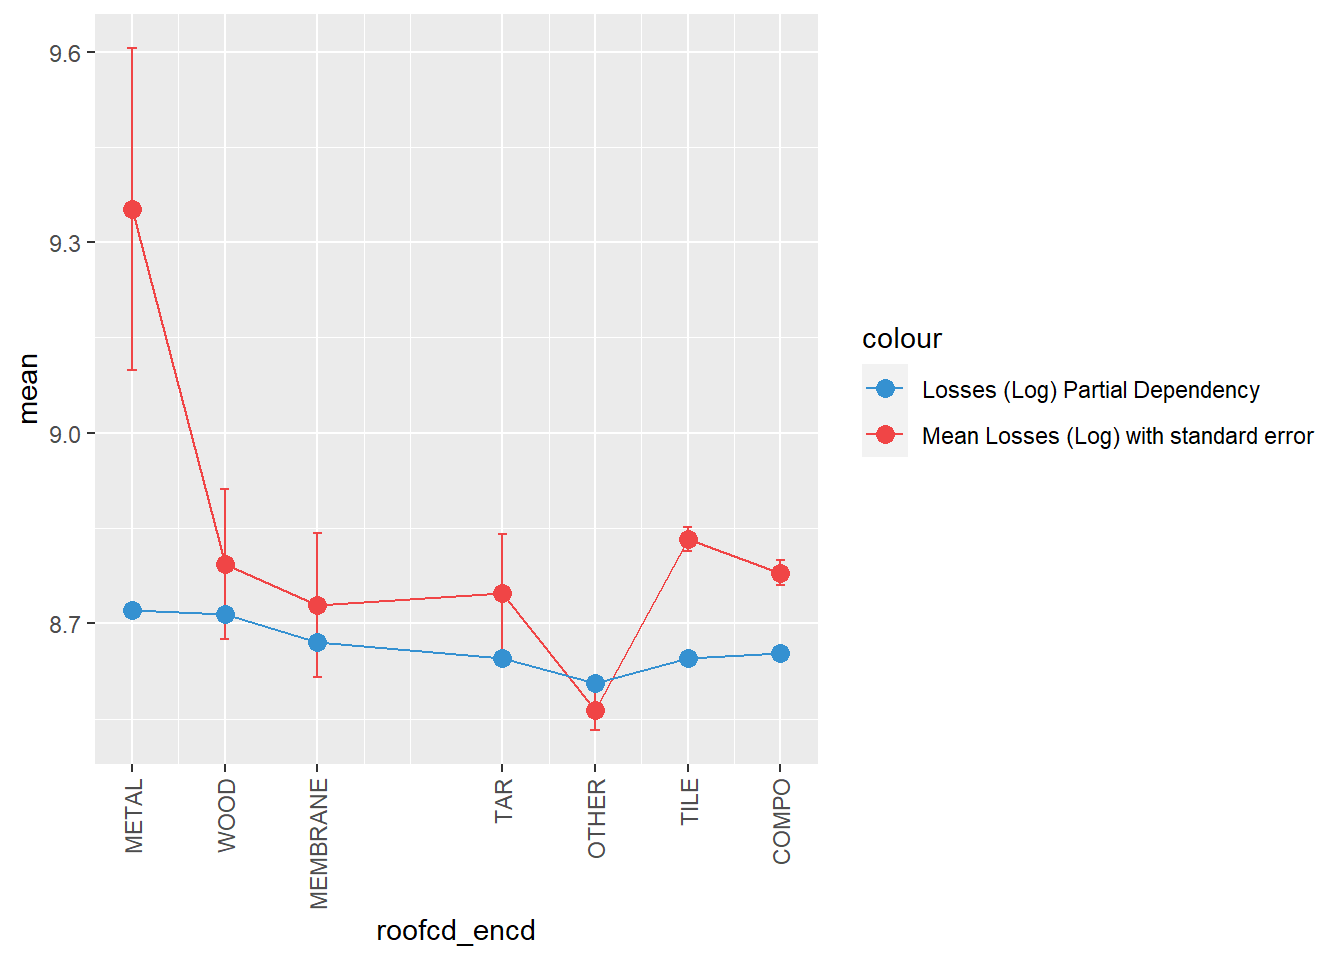 9.6
9.3
9.0
8.7
mean
METAL
WOOD
MEMBRANE
TAR
OTHER
TILE
COMPO
roofcd_encd
colour
Losses (Log) Partial Dependency
Mean Losses (Log) with standard error